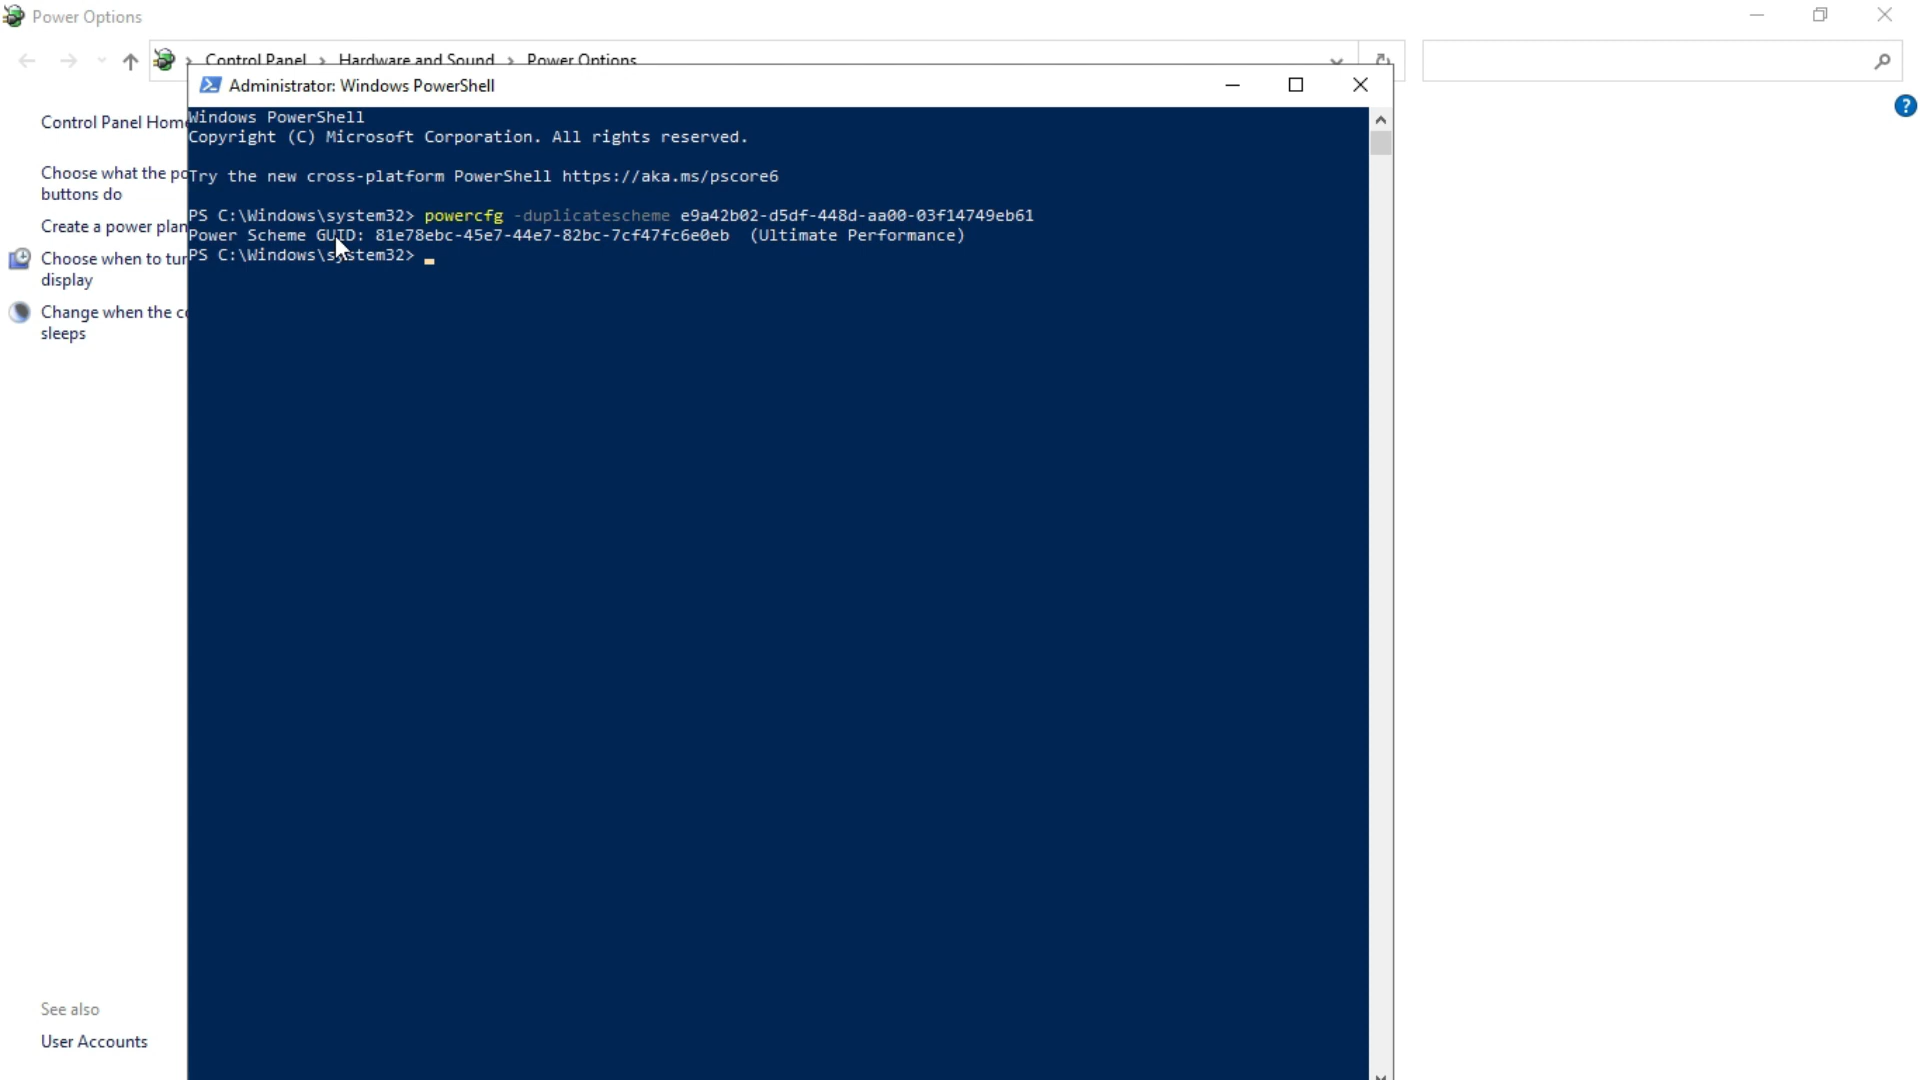 Power Options
Control Panel > Hardware and Sound > Power Options
Administrator: Windows PowerShell
Control Panel Home
Choose what the po
buttons do
Create a power plan
Choose when to tur
display
Change when the co
sleeps
See also
User Accounts
Windows PowerShell
Copyright (C) Microsoft Corporation. All rights reserved.
Try the new cross-platform PowerShell https://aka.ms/pscore6
PS C:\Windows\system32> powercfg -duplicatescheme e9a42b02-d5df-448d-aa00-03f14749eb61
Power Scheme GUID: 81e78ebc-45e7-44e7-82bc-7cf47fc6e0eb  (Ultimate Performance)
PS C:\Windows\system32>